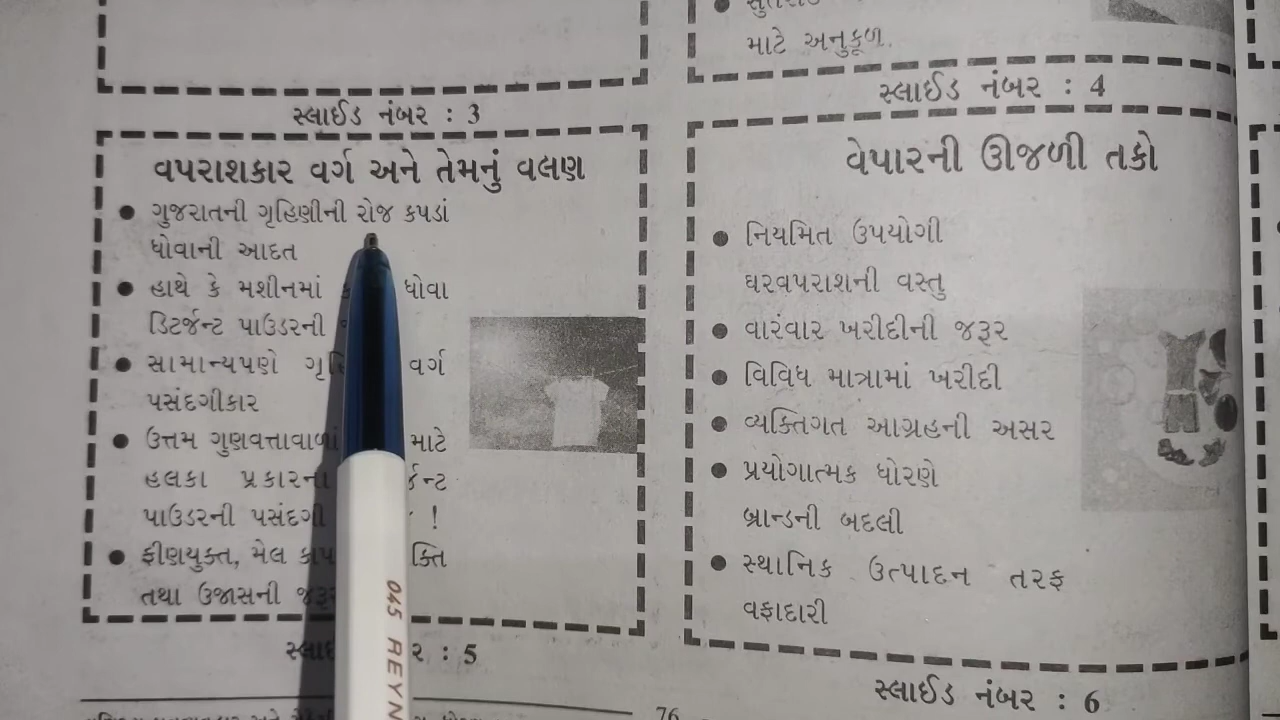 માટે અનુકૂળ.
સ્લાઈડ નંબર : 3
સ્લાઈડ નંબર : 4
વપરાશકાર વર્ગ અને તેમનું વલણ
● ગુજરાતની ગૃહિણીની રોજ કપડાં
ધોવાની આદત
● હાથે કે મશીનમાં ધોવા
ડિટર્જન્ટ પાઉડરની
● સામાન્યપણે વર્ગ
પસંદગીકાર
● ઉત્તમ ગુણવત્તાવાળાં માટે
હલકા પ્રકારના
પાઉડરની પસંદગી !
● ફીણયુક્ત, મેલ
તથા ઉજાસની
સ્લાઈડ નંબર : 5
વેપારની ઊજળી તકો
● નિયમિત ઉપયોગી
ઘરવપરાશની વસ્તુ
● વારંવાર ખરીદીની જરૂર
● વિવિધ માત્રામાં ખરીદી
● વ્યક્તિગત આગ્રહની અસર
● પ્રયોગાત્મક ધોરણે
બ્રાન્ડની બદલી
● સ્થાનિક ઉત્પાદન તરફ
વફાદારી
સ્લાઈડ નંબર : 6
76
045 REYN